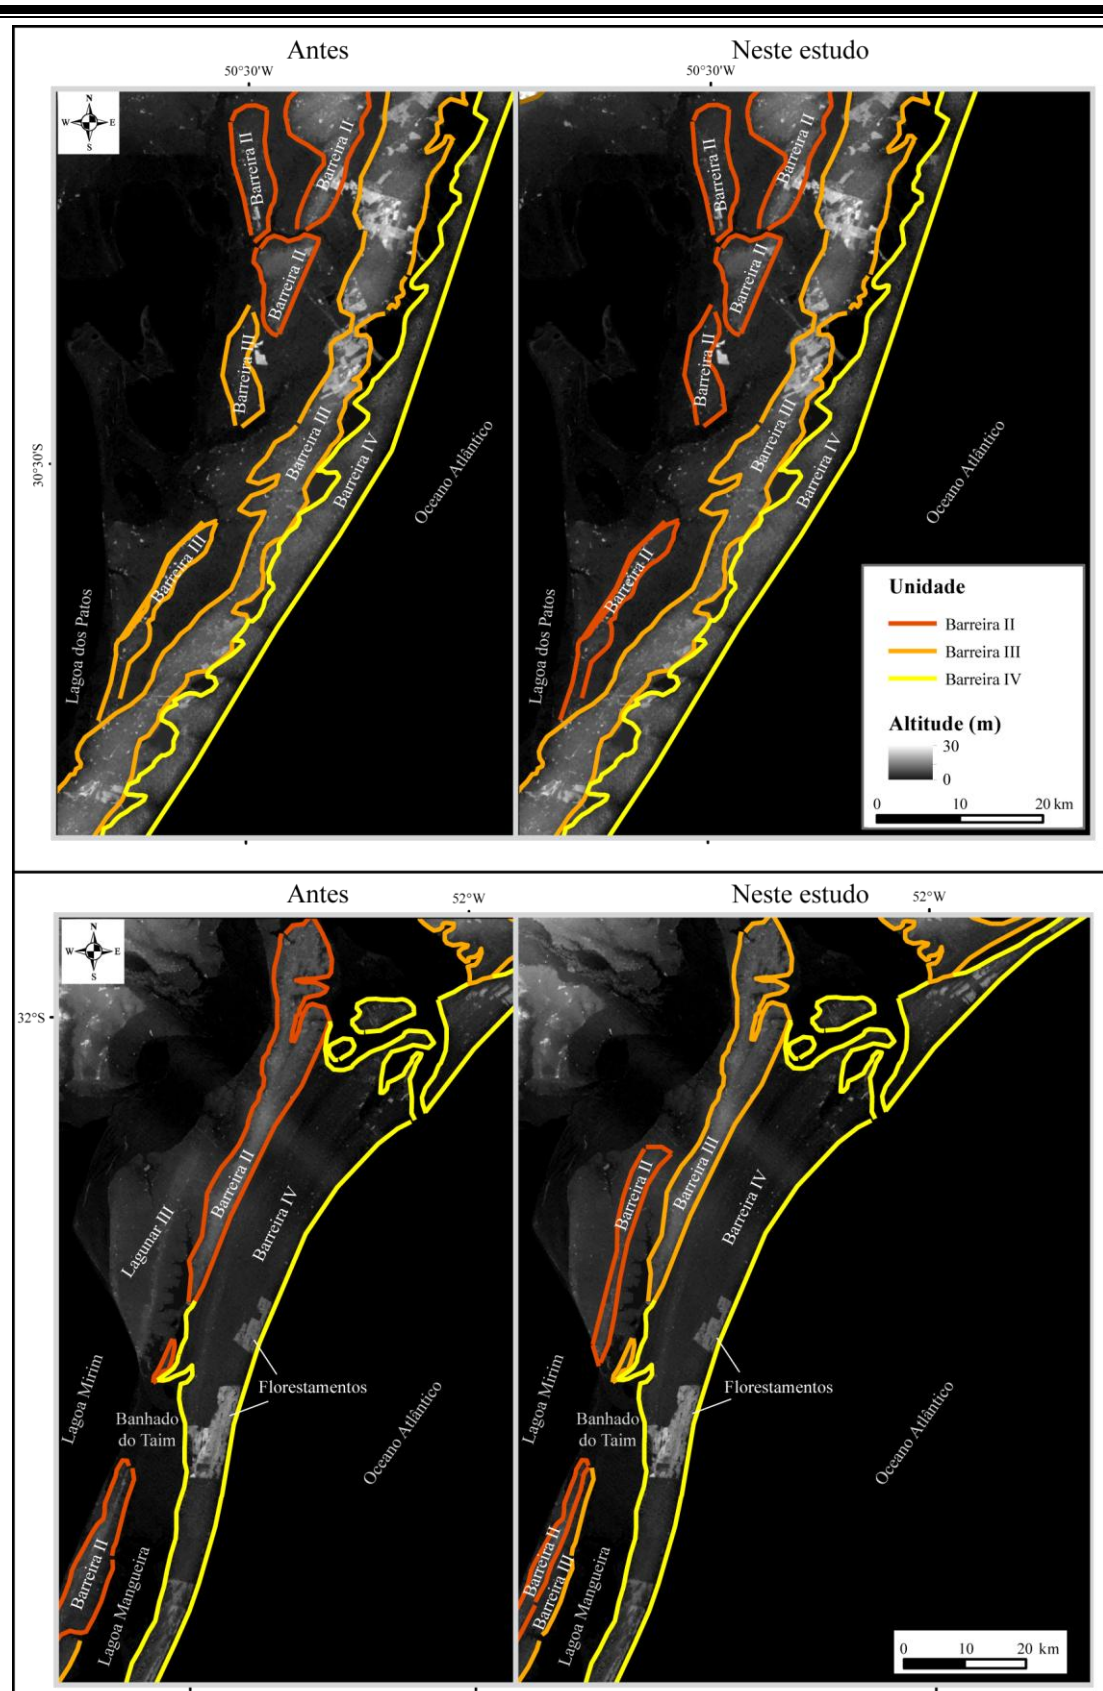 Antes
Neste estudo
50°30'W
50°30'W
N
W
E
S
Barreira II
Barreira II
Barreira II
Barreira III
Barreira III
Barreira IV
Barreira III
Oceano Atlântico
Lagoa dos Patos
30°30'S
Barreira II
Barreira II
Barreira II
Barreira II
Barreira III
Barreira IV
Barreira II
Oceano Atlântico
Lagoa dos Patos
Unidade
Barreira II
Barreira III
Barreira IV
Altitude (m)
30
0
0 10 20 km
Antes
Neste estudo
52°W
52°W
N
W
E
S
32°S
Barreira II
Barreira IV
Lagunar III
Florestamentos
Lagoa Mirim
Banhado
do Taim
Oceano Atlântico
Barreira II
Lagoa Mangueira
Barreira II
Barreira III
Barreira IV
Florestamentos
Lagoa Mirim
Banhado
do Taim
Oceano Atlântico
Barreira II
Barreira III
Lagoa Mangueira
0 10 20 km